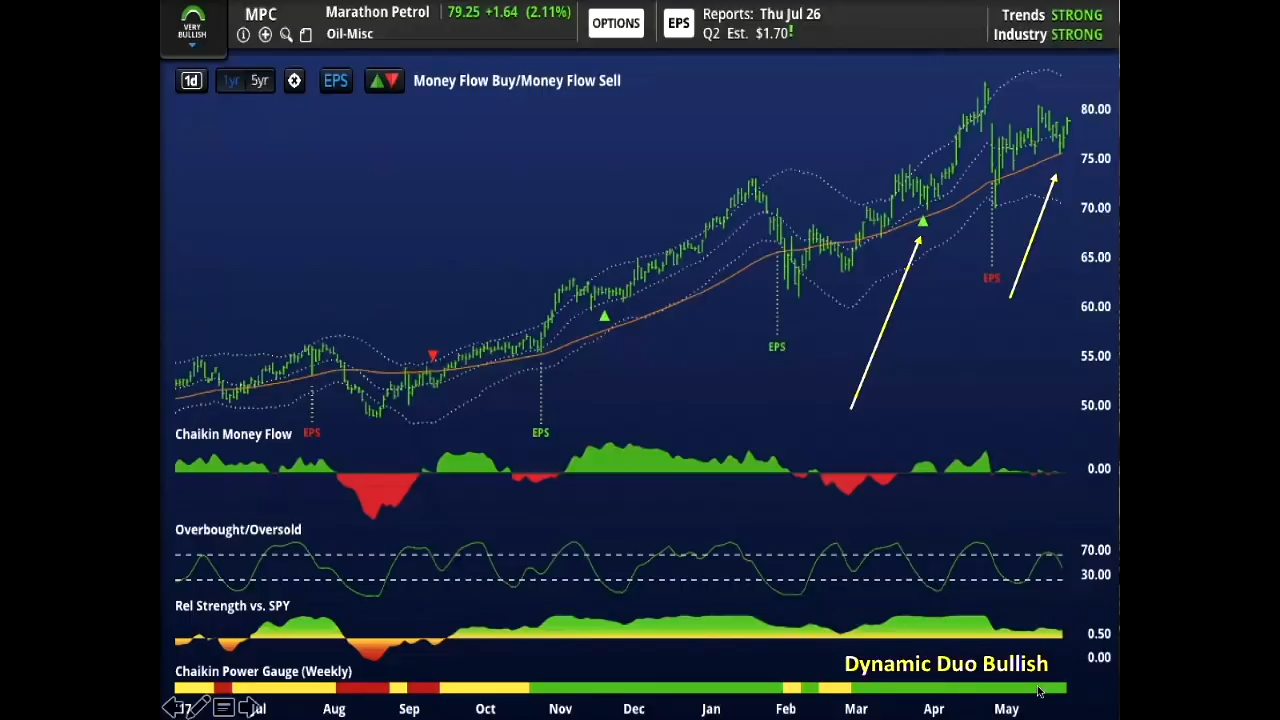 MPC
Marathon Petrol
79.25 +1.64 (2.11%)
Oil-Misc
VERY
BULLISH
OPTIONS
EPS
Reports: Thu Jul 26
Q2 Est. $1.70!
Trends STRONG
Industry STRONG
1d
1yr 5yr
EPS
Money Flow Buy/Money Flow Sell
80.00
75.00
70.00
65.00
60.00
55.00
50.00
EPS
EPS
EPS
EPS
Chaikin Money Flow
0.00
Overbought/Oversold
70.00
30.00
Rel Strength vs. SPY
0.50
0.00
Dynamic Duo Bullish
Chaikin Power Gauge (Weekly)
'17 Jul Aug Sep Oct Nov Dec Jan Feb Mar Apr May